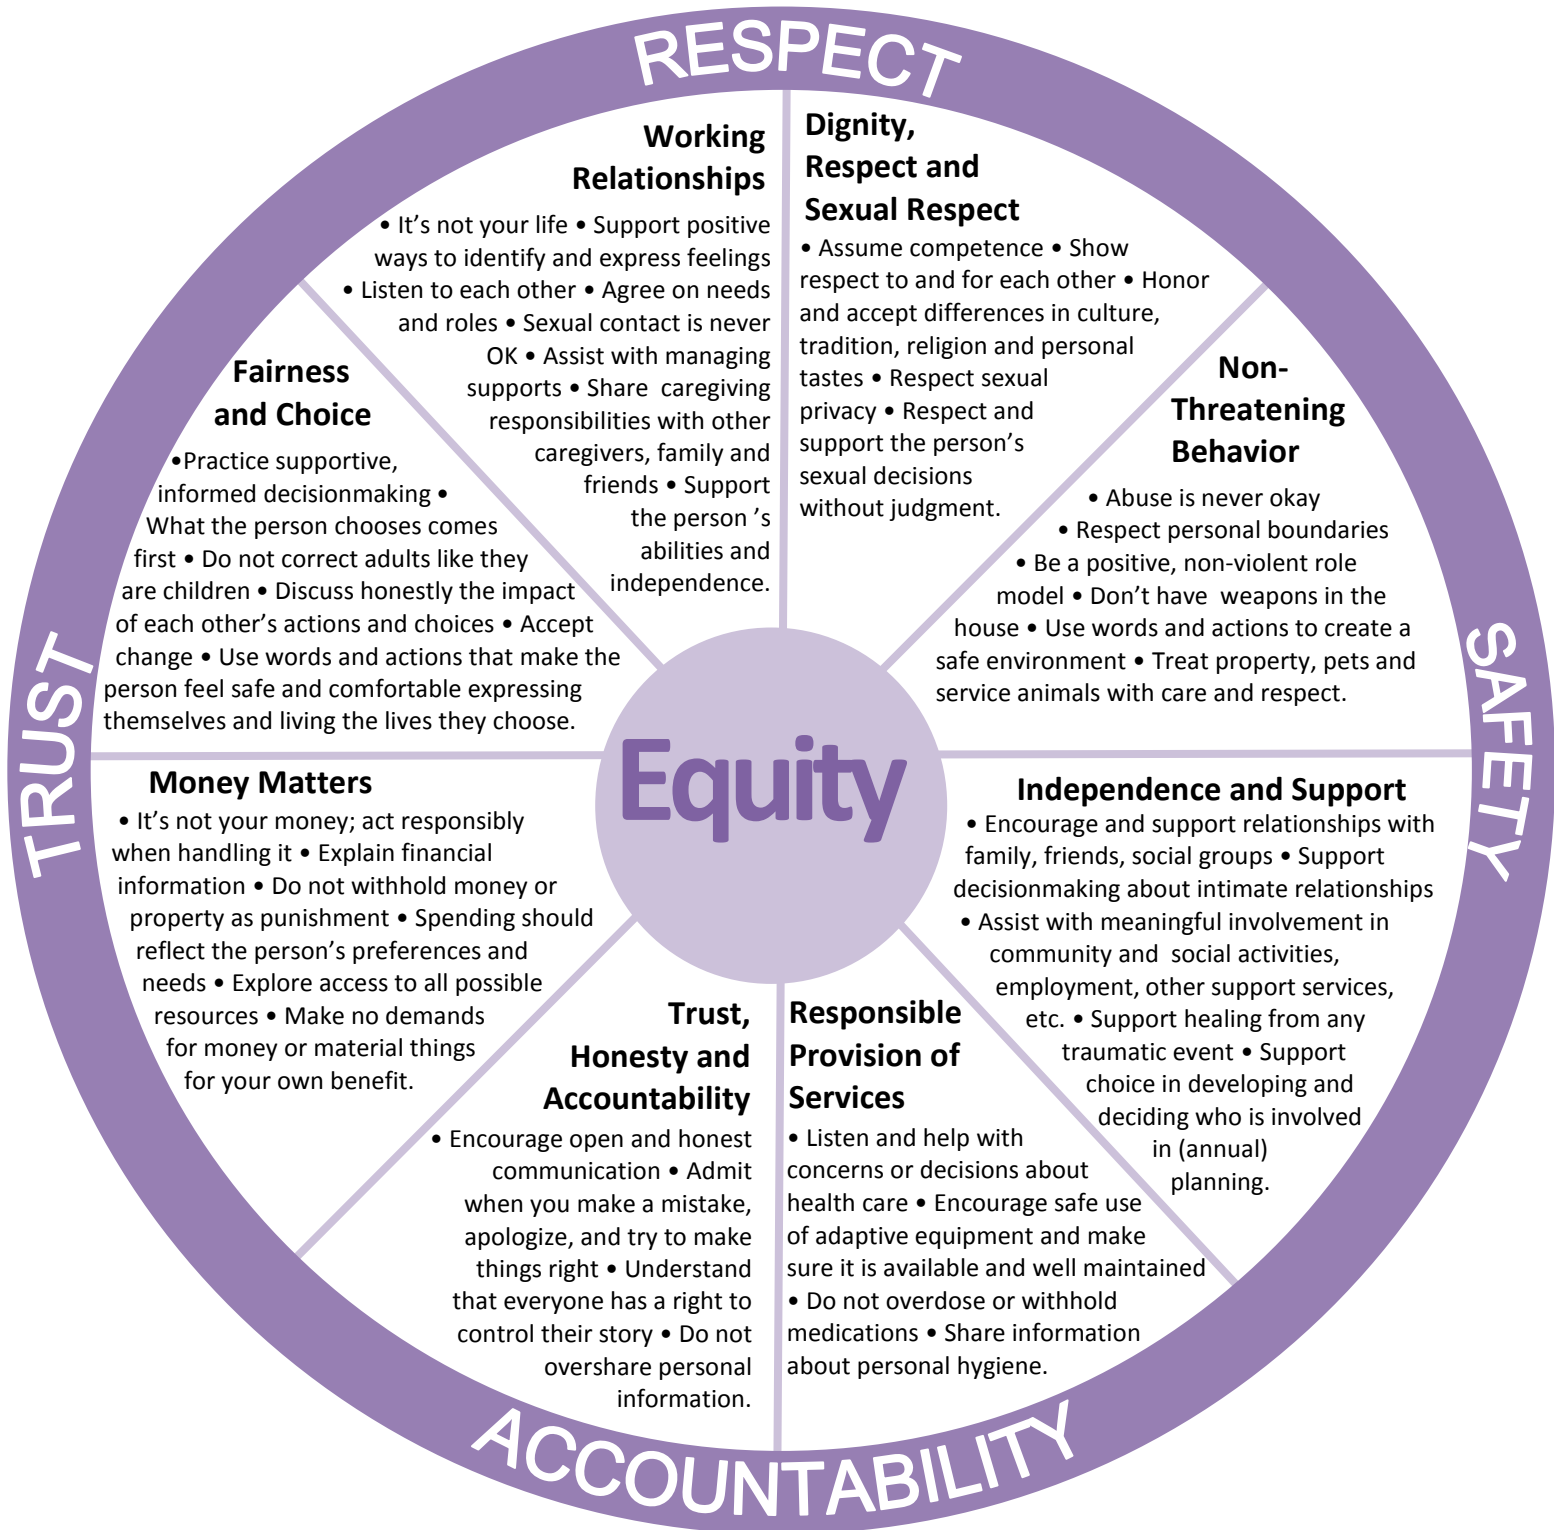 RESPECT
Working
Relationships
• It’s not your life • Support positive
ways to identify and express feelings
• Listen to each other • Agree on needs
and roles • Sexual contact is never
OK • Assist with managing
supports • Share  caregiving
responsibilities with other
caregivers, family and
friends • Support
the person ’s
abilities and
independence.
Dignity,
Respect and
Sexual Respect
• Assume competence • Show
respect to and for each other • Honor
and accept differences in culture,
tradition, religion and personal
tastes • Respect sexual
privacy • Respect and
support the person’s
sexual decisions
without judgment.
Non-
Threatening
Behavior
• Abuse is never okay
• Respect personal boundaries
• Be a positive, non-violent role
model • Don’t have  weapons in the
house • Use words and actions to create a
safe environment • Treat property, pets and
service animals with care and respect.
SAFETY
Independence and Support
• Encourage and support relationships with
family, friends, social groups • Support
decisionmaking about intimate relationships
• Assist with meaningful involvement in
community and  social activities,
employment, other support services,
etc. • Support healing from any
traumatic event • Support
choice in developing and
deciding who is involved
in (annual)
planning.
Responsible
Provision of
Services
• Listen and help with
concerns or decisions about
health care • Encourage safe use
of adaptive equipment and make
sure it is available and well maintained
• Do not overdose or withhold
medications • Share information
about personal hygiene.
ACCOUNTABILITY
Trust,
Honesty and
Accountability
• Encourage open and honest
communication • Admit
when you make a mistake,
apologize, and try to make
things right • Understand
that everyone has a right to
control their story • Do not
overshare personal
information.
Money Matters
• It’s not your money; act responsibly
when handling it • Explain financial
information • Do not withhold money or
property as punishment • Spending should
reflect the person’s preferences and
needs • Explore access to all possible
resources • Make no demands
for money or material things
for your own benefit.
TRUST
Fairness
and Choice
•Practice supportive,
informed decisionmaking •
What the person chooses comes
first • Do not correct adults like they
are children • Discuss honestly the impact
of each other’s actions and choices • Accept
change • Use words and actions that make the
person feel safe and comfortable expressing
themselves and living the lives they choose.
Equity